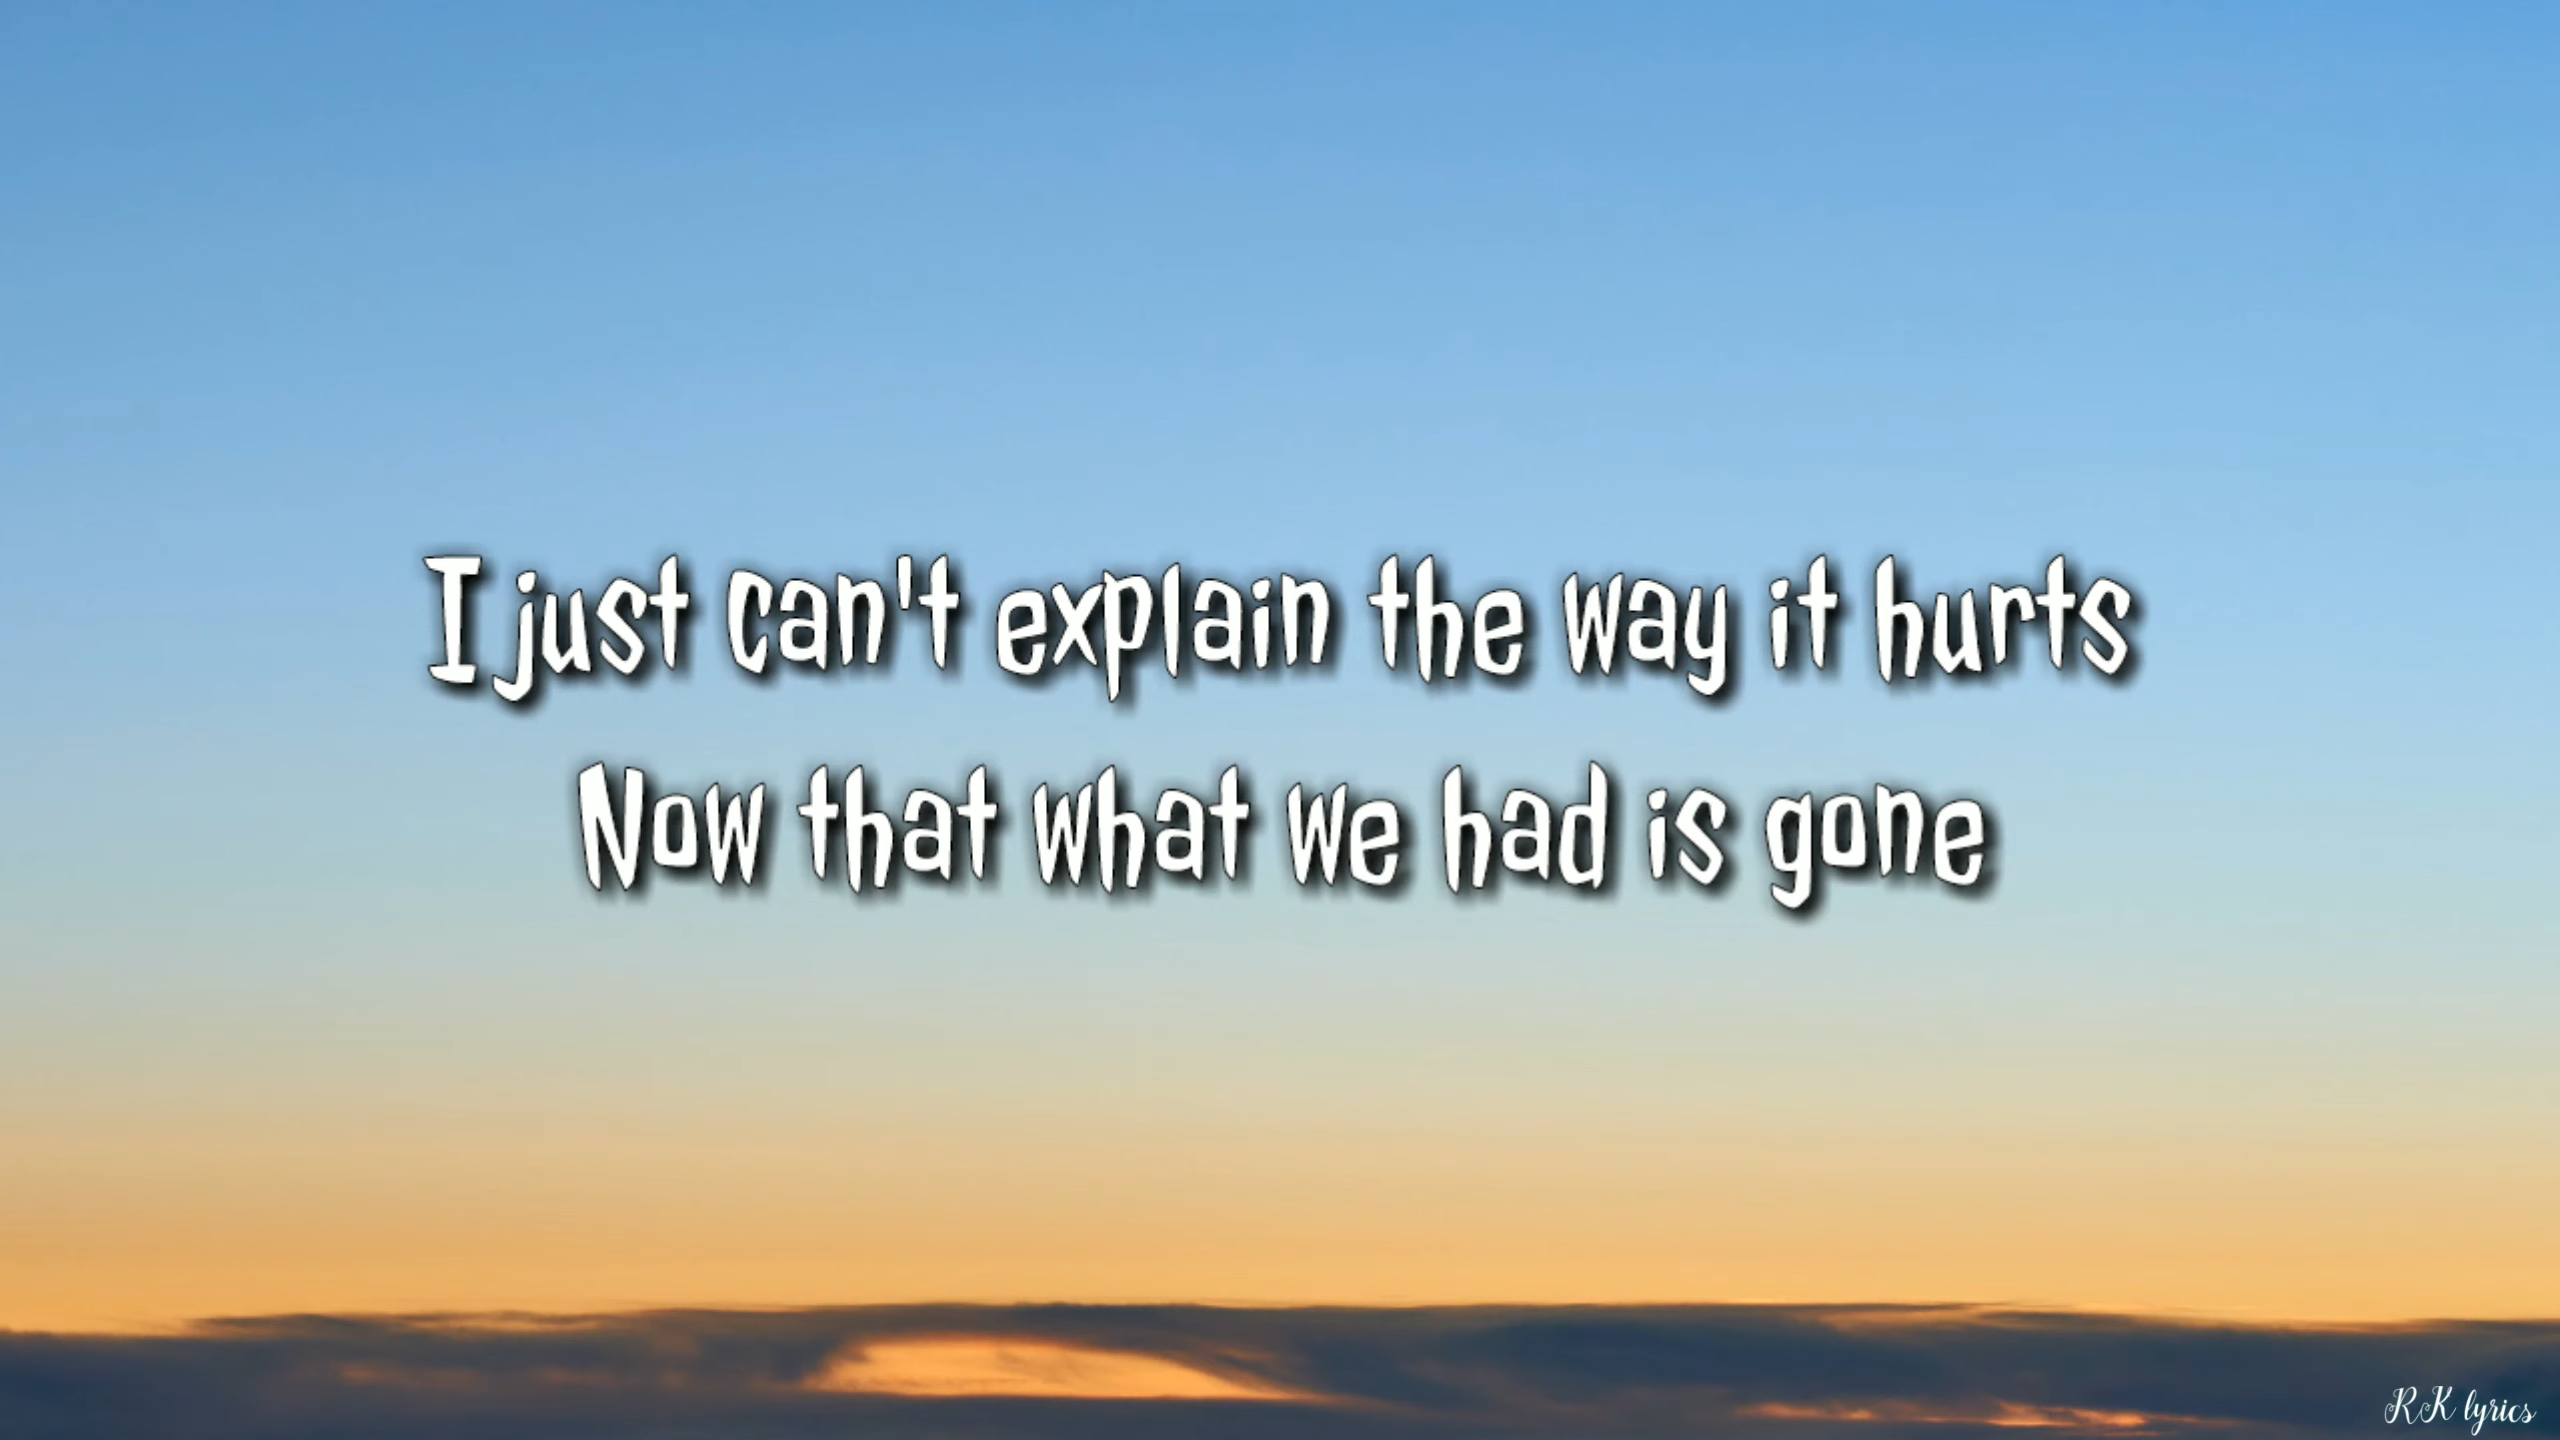 I just can't explain the way it hurts
Now that what we had is gone
RK lyrics